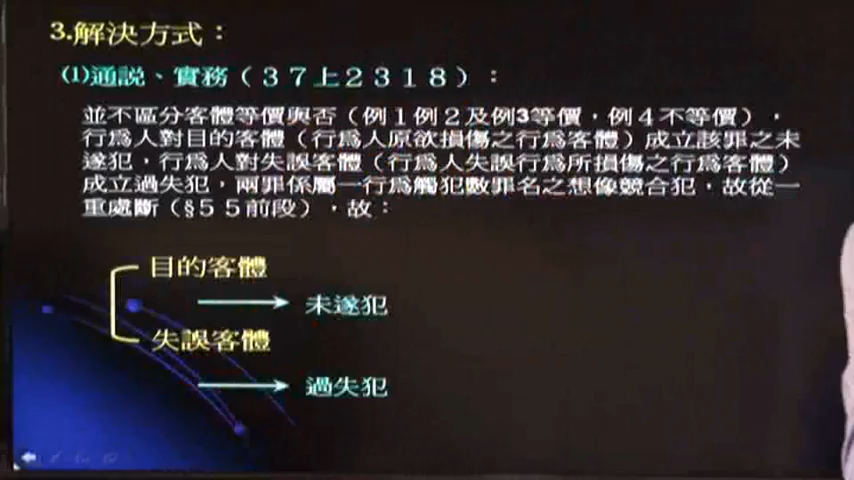 3.解決方式：
⑴通說、實務（３７上２３１８）：
並不區分客體等價與否（例１例２及例3等價，例４不等價），
行為人對目的客體（行為人原欲損傷之行為客體）成立該罪之未
遂犯，行為人對失誤客體（行為人失誤行為所損傷之行為客體）
成立過失犯，兩罪係屬一行為觸犯數罪名之想像競合犯，故從一
重處斷（§５５前段），故：
目的客體
未遂犯
失誤客體
過失犯